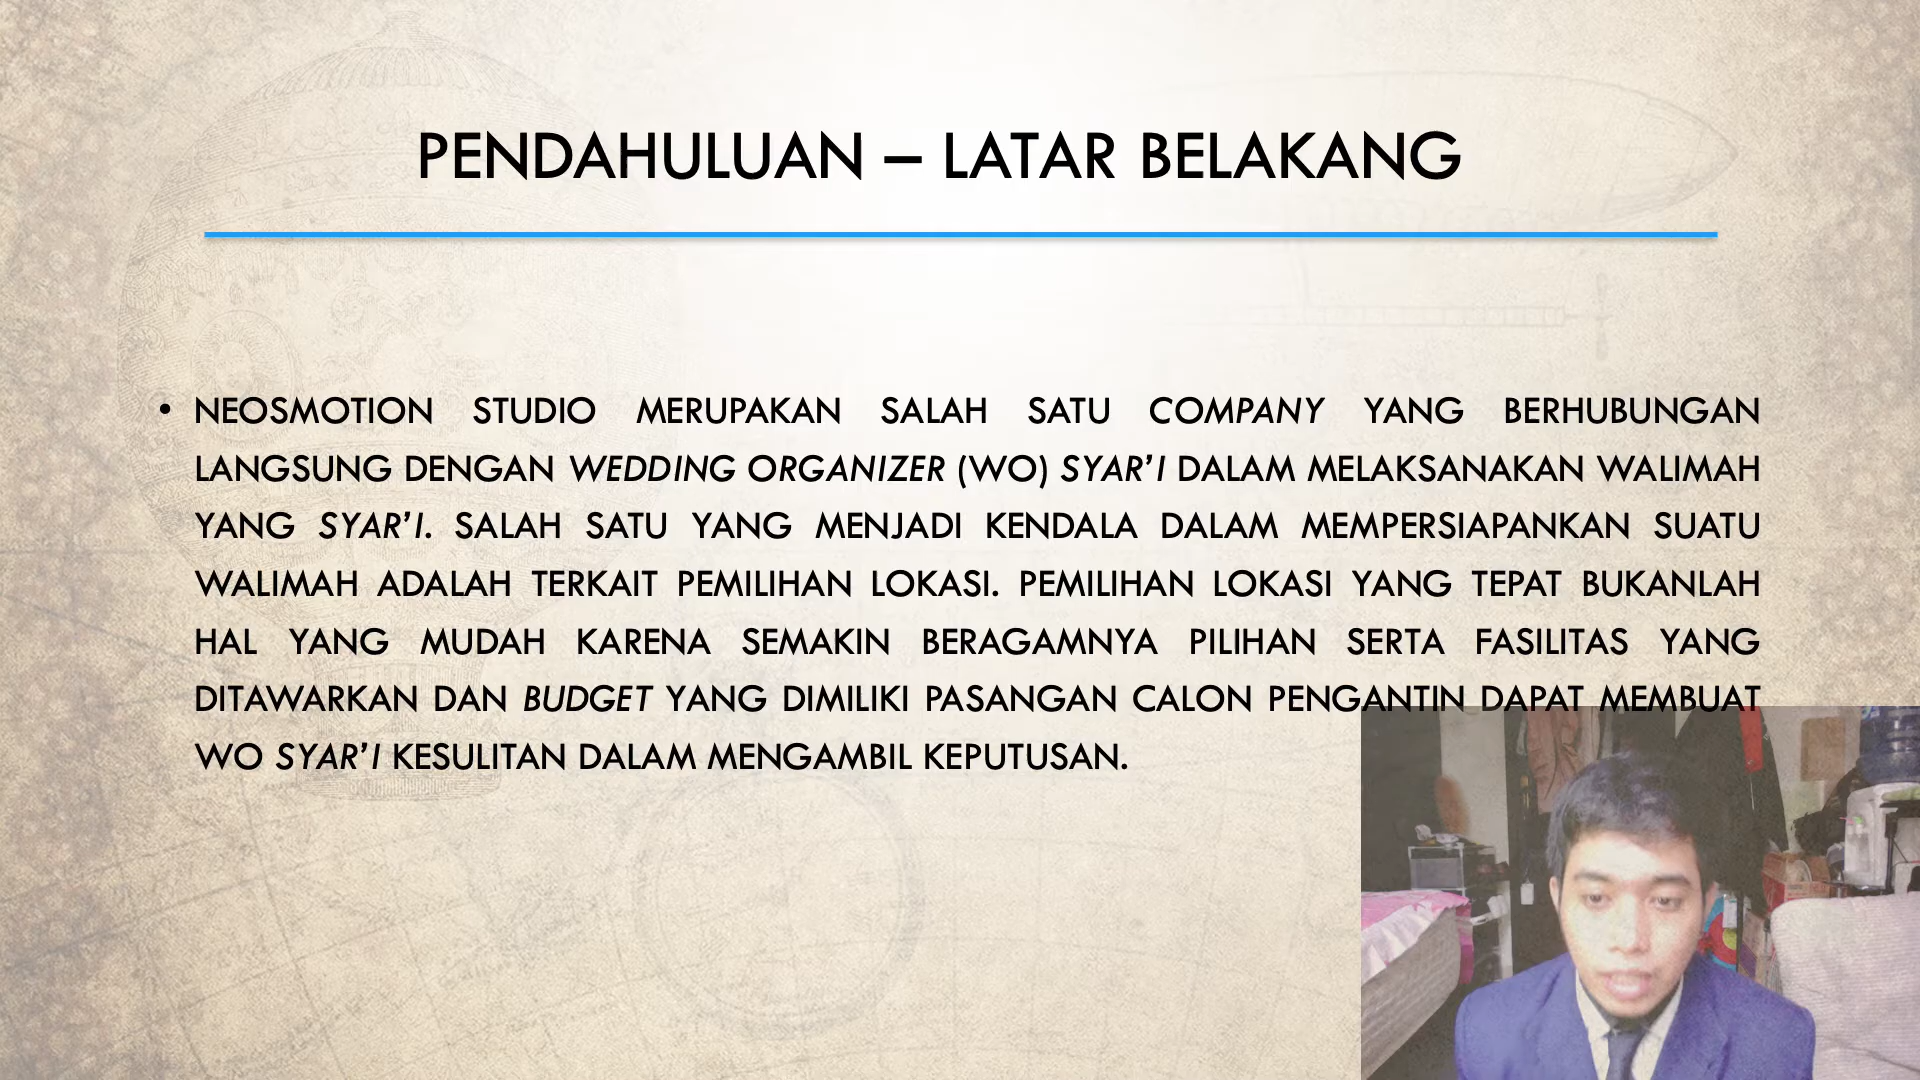 PENDAHULUAN – LATAR BELAKANG
• NEOSMOTION STUDIO MERUPAKAN SALAH SATU COMPANY YANG BERHUBUNGAN
LANGSUNG DENGAN WEDDING ORGANIZER (WO) SYAR’I DALAM MELAKSANAKAN WALIMAH
YANG SYAR’I. SALAH SATU YANG MENJADI KENDALA DALAM MEMPERSIAPANKAN SUATU
WALIMAH ADALAH TERKAIT PEMILIHAN LOKASI. PEMILIHAN LOKASI YANG TEPAT BUKANLAH
HAL YANG MUDAH KARENA SEMAKIN BERAGAMNYA PILIHAN SERTA FASILITAS YANG
DITAWARKAN DAN BUDGET YANG DIMILIKI PASANGAN CALON PENGANTIN DAPAT MEMBUAT
WO SYAR’I KESULITAN DALAM MENGAMBIL KEPUTUSAN.